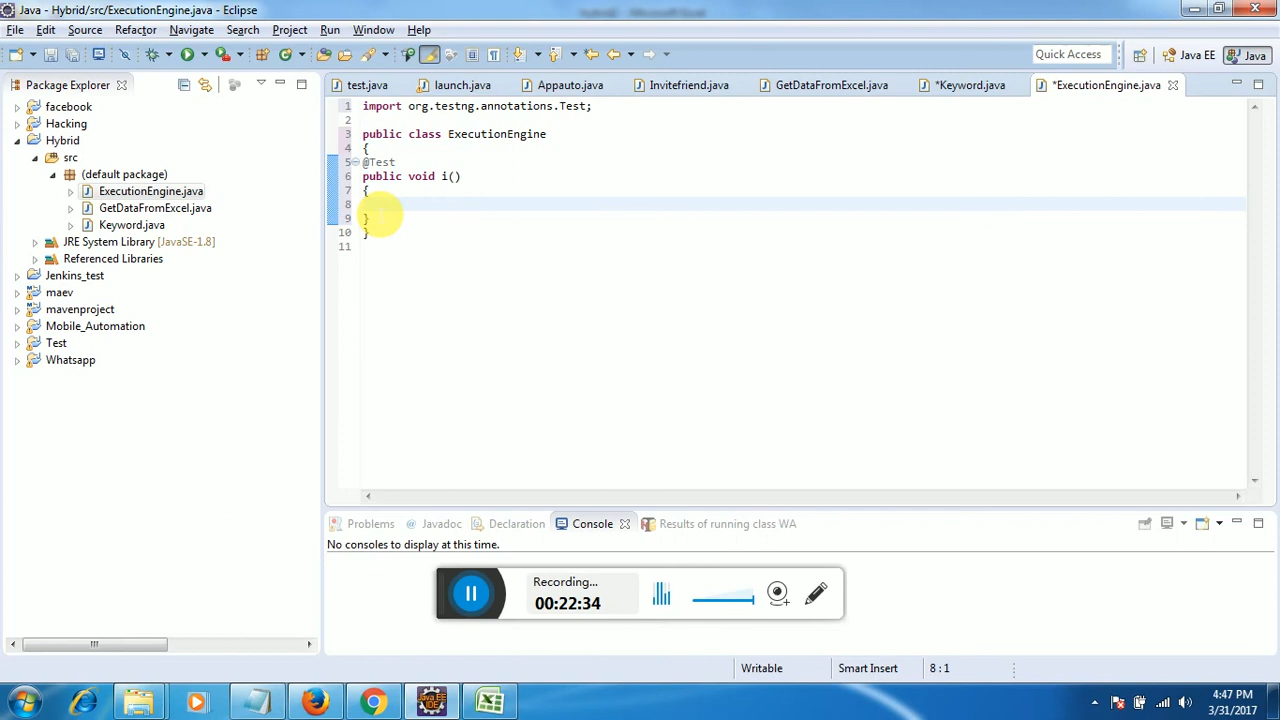 Java - Hybrid/src/ExecutionEngine.java - Eclipse
File Edit Source Refactor Navigate Search Project Run Window Help
Quick Access
Java EE
Java
Package Explorer
test.java
launch.java
Appauto.java
Invitefriend.java
GetDataFromExcel.java
*Keyword.java
*ExecutionEngine.java
facebook
Hacking
Hybrid
src
(default package)
ExecutionEngine.java
GetDataFromExcel.java
Keyword.java
JRE System Library [JavaSE-1.8]
Referenced Libraries
Jenkins_test
maev
mavenproject
Mobile_Automation
Test
Whatsapp
1 import org.testng.annotations.Test;
2
3 public class ExecutionEngine
4 {
5 @Test
6 public void i()
7 {
8
9 }
10 }
11
Problems @ Javadoc Declaration Console Results of running class WA
No consoles to display at this time.
Recording...
00:22:34
Writable
Smart Insert
8 : 1
Java EE
IDE
4:47 PM
3/31/2017